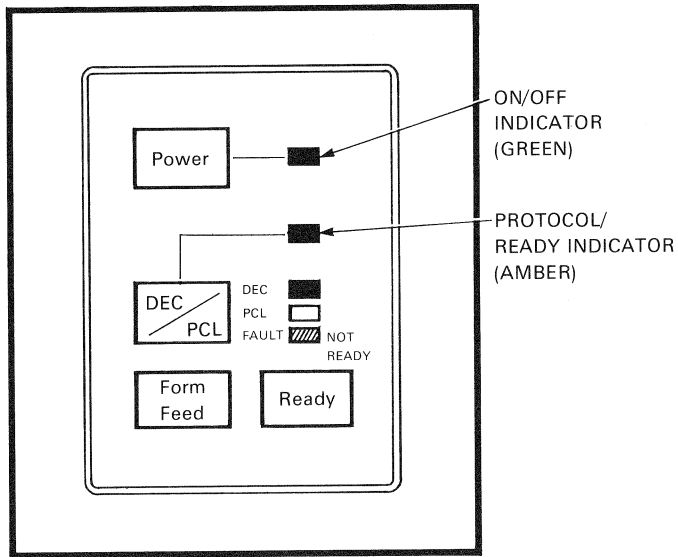 ON/OFF
INDICATOR
(GREEN)
Power
PROTOCOL/
READY INDICATOR
(AMBER)
DEC
PCL
DEC
PCL
FAULT
NOT
READY
Form
Feed
Ready